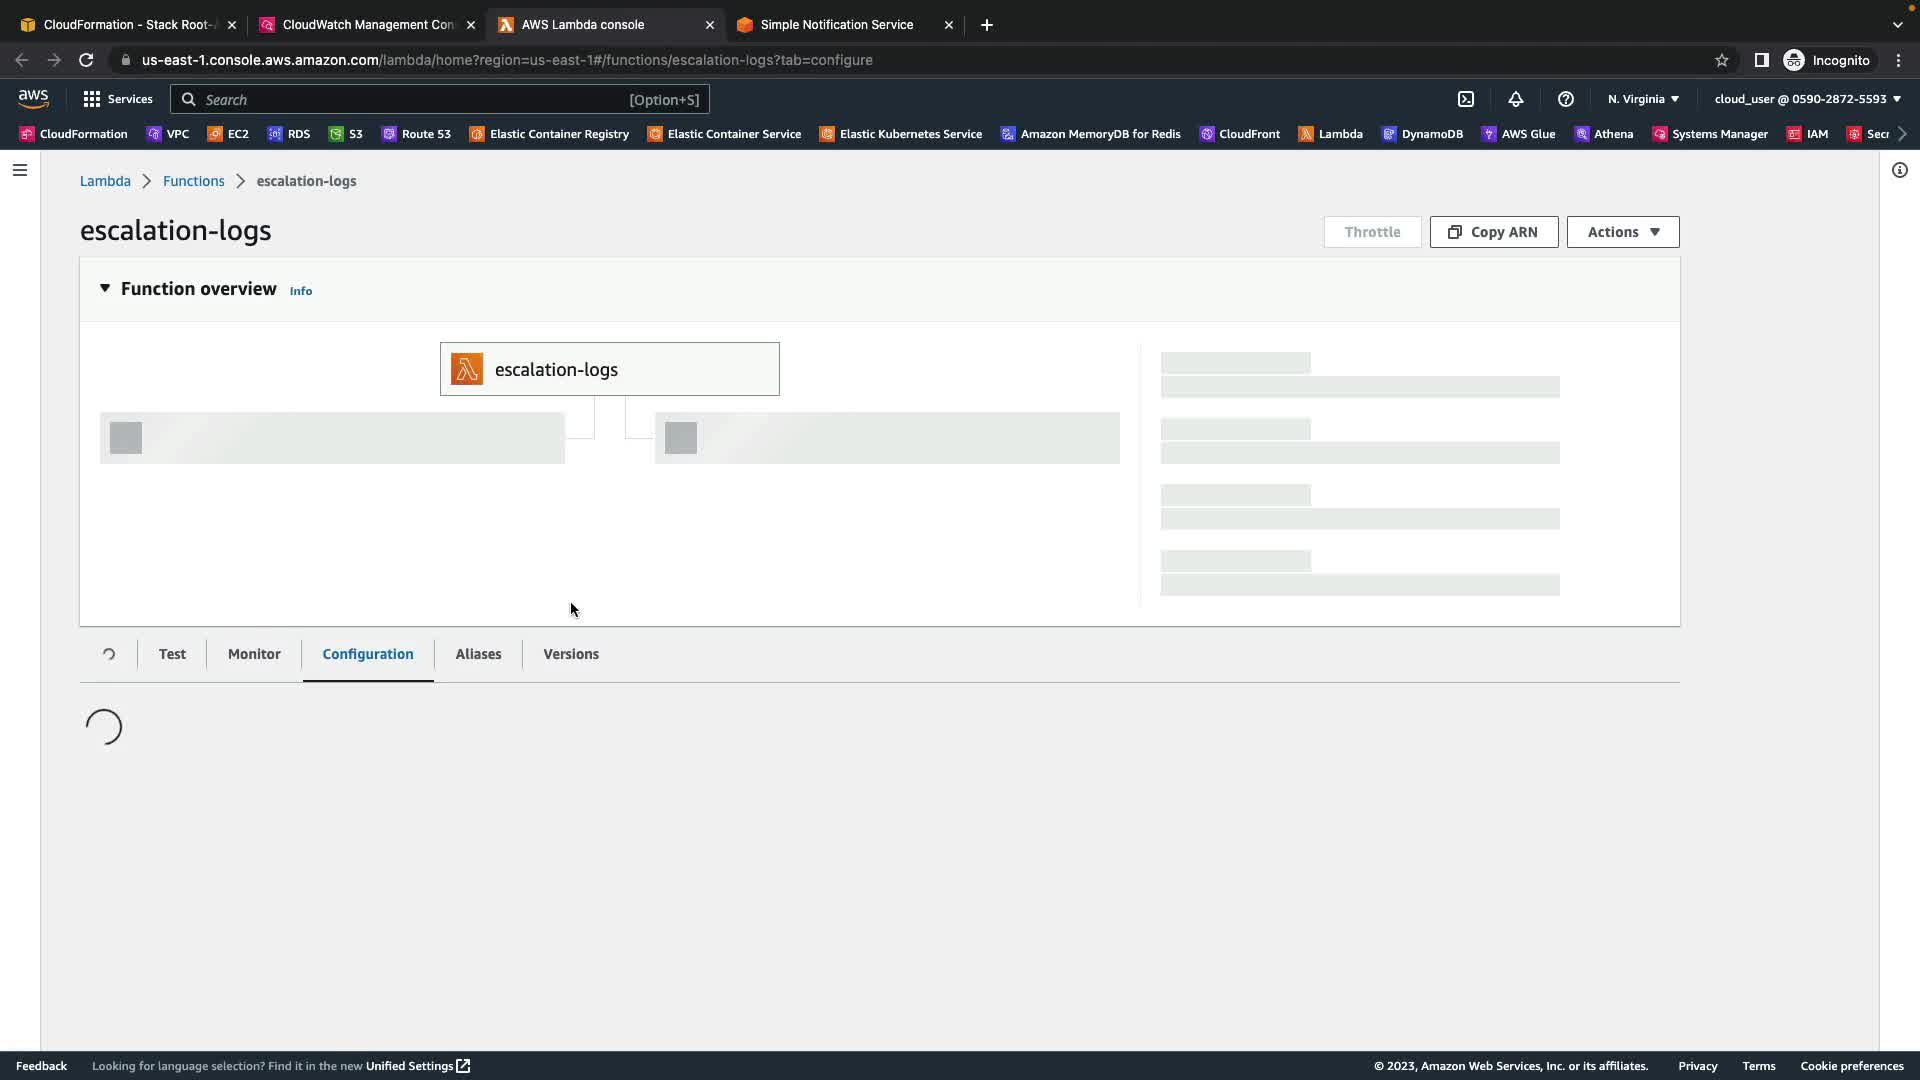 CloudFormation - Stack Root-
CloudWatch Management Con
AWS Lambda console
Simple Notification Service
us-east-1.console.aws.amazon.com/lambda/home?region=us-east-1#/functions/escalation-logs?tab=configure
Incognito
aws
Services
Search
[Option+S]
N. Virginia
cloud_user @ 0590-2872-5593
CloudFormation
VPC
EC2
RDS
S3
Route 53
Elastic Container Registry
Elastic Container Service
Elastic Kubernetes Service
Amazon MemoryDB for Redis
CloudFront
Lambda
DynamoDB
AWS Glue
Athena
Systems Manager
IAM
Secr
Lambda
Functions
escalation-logs
escalation-logs
Throttle
Copy ARN
Actions
Function overview
Info
escalation-logs
Test
Monitor
Configuration
Aliases
Versions
Feedback
Looking for language selection? Find it in the new Unified Settings
© 2023, Amazon Web Services, Inc. or its affiliates.
Privacy
Terms
Cookie preferences